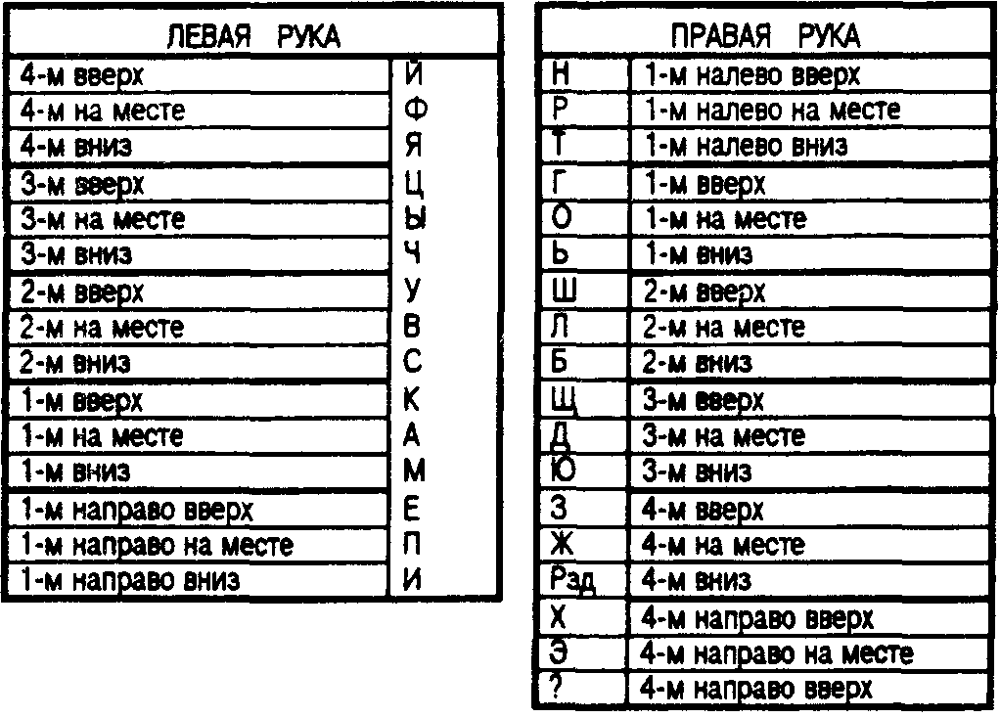 ЛЕВАЯ РУКА
4-м вверх Й
4-м на месте Ф
4-м вниз Я
3-м вверх Ц
3-м на месте Ы
3-м вниз Ч
2-м вверх У
2-м на месте В
2-м вниз С
1-м вверх К
1-м на месте А
1-м вниз М
1-м направо вверх Е
1-м направо на месте П
1-м направо вниз И
ПРАВАЯ РУКА
Н 1-м налево вверх
Р 1-м налево на месте
Т 1-м налево вниз
Г 1-м вверх
О 1-м на месте
Ь 1-м вниз
Ш 2-м вверх
Л 2-м на месте
Б 2-м вниз
Щ 3-м вверх
Д 3-м на месте
Ю 3-м вниз
З 4-м вверх
Ж 4-м на месте
Рзд 4-м вниз
Х 4-м направо вверх
Э 4-м направо на месте
? 4-м направо вверх